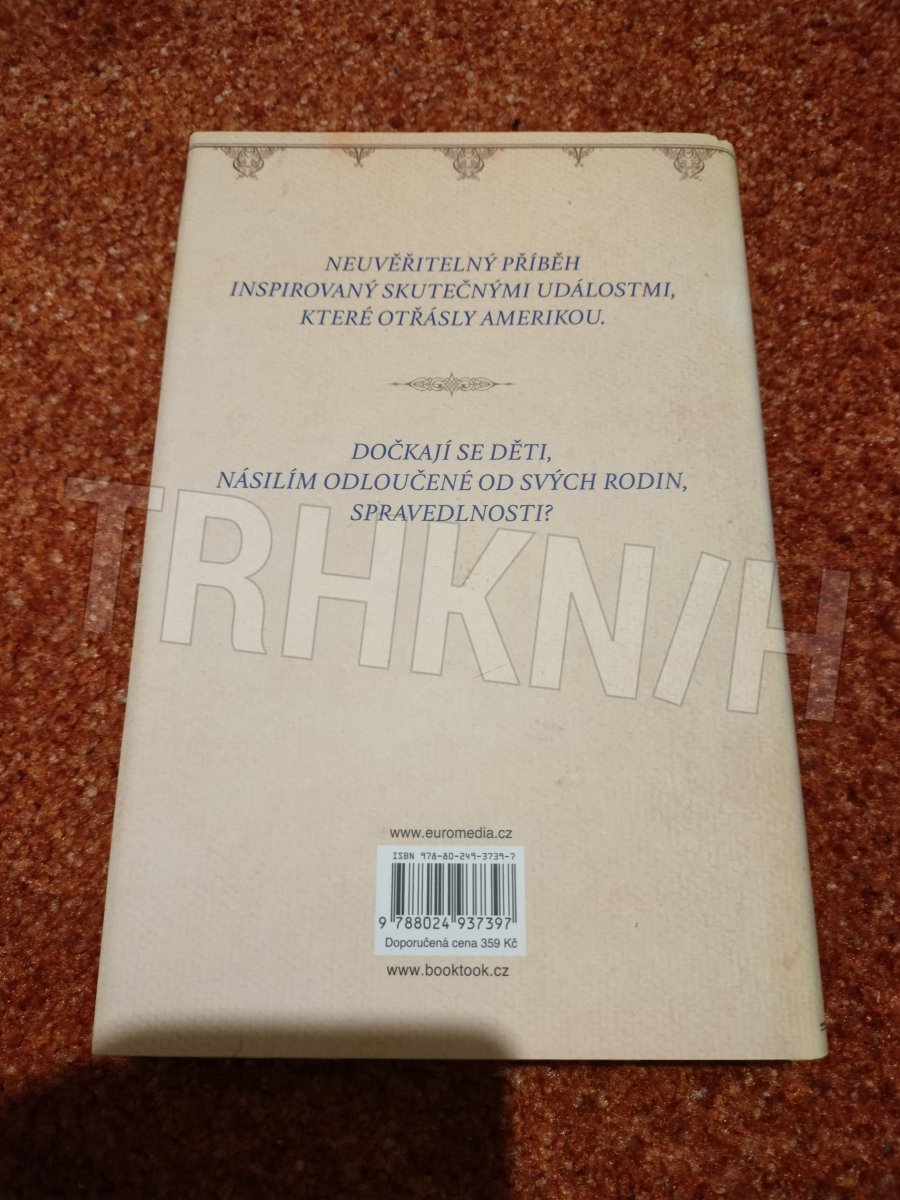 NEUVĚŘITELNÝ PŘÍBĚH
INSPIROVANÝ SKUTEČNÝMI UDÁLOSTMI,
KTERÉ OTŘÁSLY AMERIKOU.
DOČKAJÍ SE DĚTI,
NÁSILÍM ODLOUČENÉ OD SVÝCH RODIN,
SPRAVEDLNOSTI?
TRHKNIH
www.euromedia.cz
ISBN 978-80-249-3739-7
9 788024 937397
Doporučená cena 359 Kč
www.booktook.cz